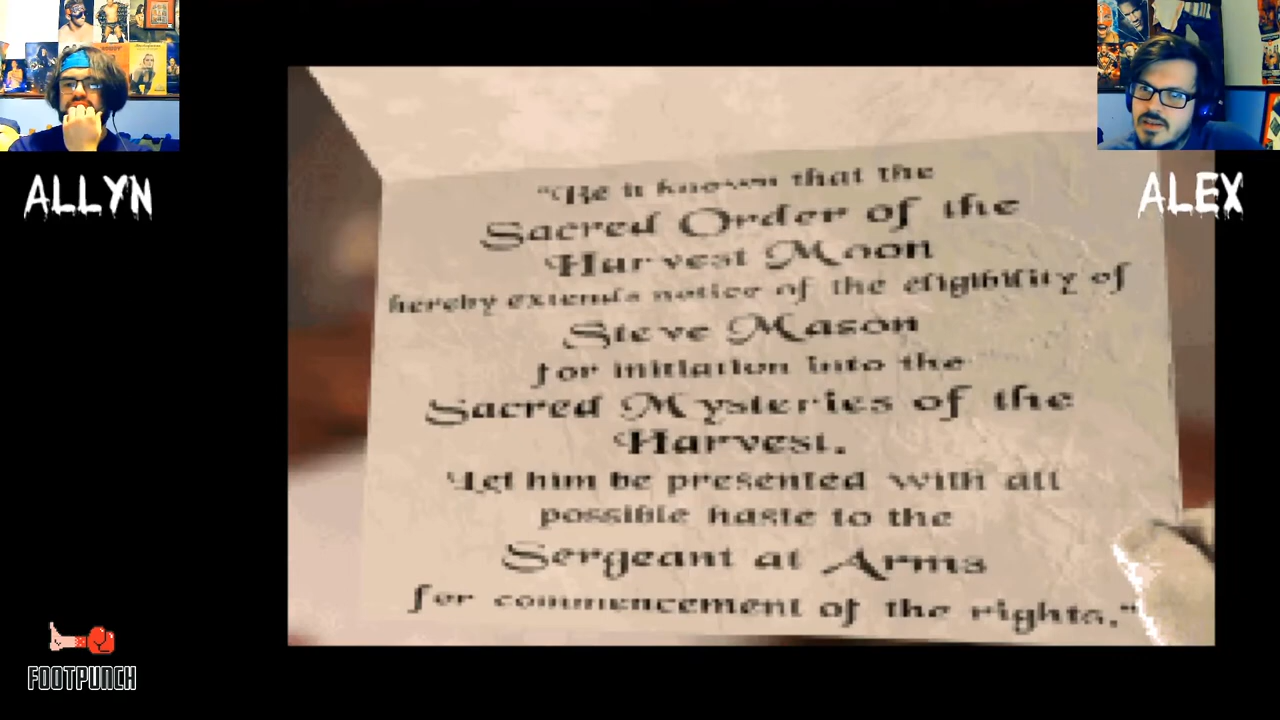 ALLYN
ALEX
"Be it known that the
Sacred Order of the
Harvest Moon
hereby extends notice of the eligibility of
Steve Mason
for initiation into the
Sacred Mysteries of the
Harvest.
Let him be presented with all
possible haste to the
Sergeant at Arms
for commencement of the rights."
FOOTPUNCH